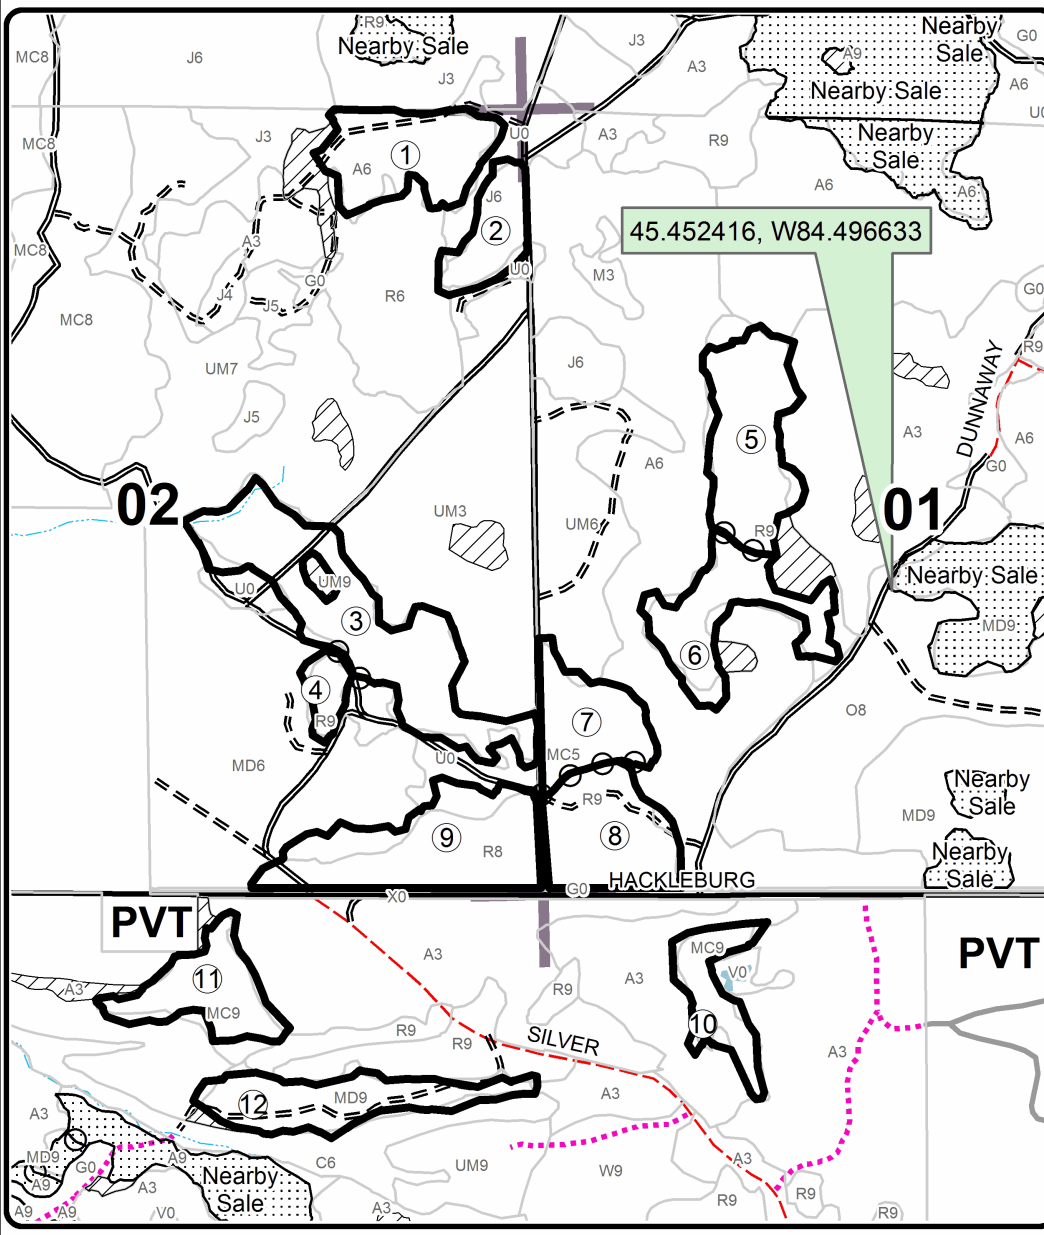 R9
Nearby Sale
MC8
J6
J3
J3
A3
Nearby
Sale
G0
A9
A6
Nearby Sale
U0
MC8
J3
U0
A3
R9
Nearby
Sale
1
A6
J6
A6
A6
2
45.452416, W84.496633
MC8
A3
U0
G0
M3
J4
J5
R6
G0
MC8
DUNNAWAY
R9
UM7
J6
J5
5
A3
A6
A6
G0
02
UM3
UM6
R9
01
U0
UM9
Nearby Sale
3
MD9
6
4
R9
7
O8
MC5
U0
MD6
R9
Nearby
Sale
9
R8
8
MD9
Nearby
Sale
HACKLEBURG
X0
G0
PVT
A3
MC9
PVT
11
A3
R9
A3
V0
MC9
10
R9
R9
SILVER
A3
12
MD9
A3
A3
MD9
A9
C6
UM9
W9
A3
G0
A9
A3
Nearby
Sale
R9
R9
A9
A9
V0
A3
R9